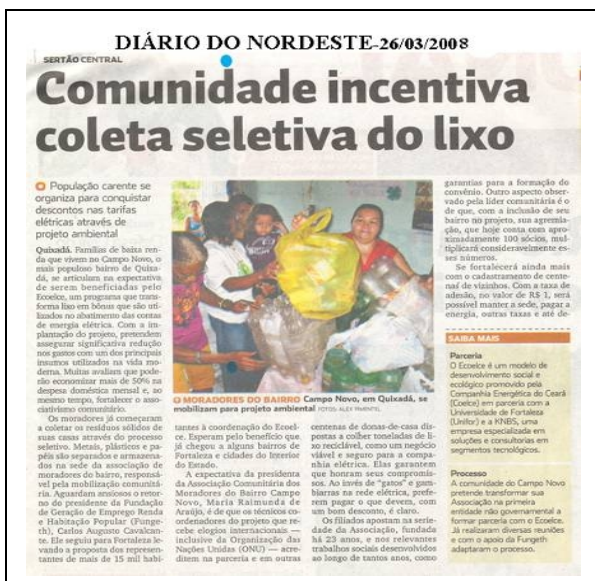 DIÁRIO DO NORDESTE-26/03/2008
SERTÃO CENTRAL
Comunidade incentiva
coleta seletiva do lixo
População carente se
organiza para conquistar
descontos nas tarifas
elétricas através de
projeto ambiental
Quixadá. Famílias de baixa ren-
da que vivem no Campo Novo, o
mais populoso bairro de Quixa-
dá, se articulam na expectativa
de serem beneficiadas pelo
Ecoelce, um programa que trans-
forma lixo em bônus que são uti-
lizados no abatimento das contas
de energia elétrica. Com a im-
plantação do projeto, pretendem
assegurar significativa redução
nos gastos com um dos principais
insumos utilizados na vida mo-
derna. Muitas avaliam que pode-
rão economizar mais de 50% na
despesa doméstica mensal e, ao
mesmo tempo, fortalecer o asso-
ciativismo comunitário.
Os moradores já começaram
a coletar os resíduos sólidos de
suas casas através do processo
seletivo. Metais, plásticos e pa-
péis são separados e armazena-
dos na sede da associação de
moradores do bairro, responsá-
vel pela mobilização comunitá-
ria. Aguardam ansiosos o retor-
no do presidente da Fundação
de Geração de Emprego Renda
e Habitação Popular (Funge-
th), Carlos Augusto Cavalcan-
te. Ele seguiu para Fortaleza le-
vando a proposta dos represen-
tantes de mais de 15 mil habi-
MORADORES DO BAIRRO Campo Novo, em Quixadá, se
mobilizam para projeto ambiental FOTOS: ALEX PIMENTEL
tantes à coordenação do Ecoel-
ce. Esperam pelo benefício que
já chegou a alguns bairros de
Fortaleza e cidades do Interior
do Estado.
A expectativa da presidenta
da Associação Comunitária dos
Moradores do Bairro Campo
Novo, Maria Raimunda de
Araújo, é de que os técnicos co-
ordenadores do projeto que re-
cebe elogios internacionais —
inclusive da Organização das
Nações Unidas (ONU) — acre-
ditem na parceria e em outras
centenas de donas-de-casa dis-
postas a colher toneladas de li-
xo reciclável, como um negócio
viável e seguro para a compa-
nhia elétrica. Elas garantem
que honram seus compromis-
sos. Ao invés de "gatos" e gam-
biarras na rede elétrica, prefe-
rem pagar o que devem, com
um bom desconto, é claro.
Os filiados apostam na serie-
dade da Associação, fundada
há 23 anos, e nos relevantes
trabalhos sociais desenvolvidos
ao longo de tantos anos, como
garantias para a formação do
convênio. Outro aspecto obser-
vado pela líder comunitária é o
de que, com a inclusão de seu
bairro no projeto, sua agremia-
ção, que hoje conta com apro-
ximadamente 100 sócios, mul-
tiplicará consideravelmente es-
ses números.
Se fortalecerá ainda mais
com o cadastramento de cente-
nas de vizinhos. Com a taxa de
adesão, no valor de R$ 1, será
possível manter a sede, pagar a
energia, outras taxas e até de-
SAIBA MAIS
Parceria
O Ecoelce é um modelo de
desenvolvimento social e
ecológico promovido pela
Companhia Energética do Ceará
(Coelce) em parceria com a
Universidade de Fortaleza
(Unifor) e a KNBS, uma
empresa especializada em
soluções e consultorias em
segmentos tecnológicos.
Processo
A comunidade do Campo Novo
pretende transformar sua
Associação na primeira
entidade não governamental a
formar parceria com o Ecoelce.
Já realizaram diversas reuniões
e com o apoio da Fungeth
adaptaram o processo.